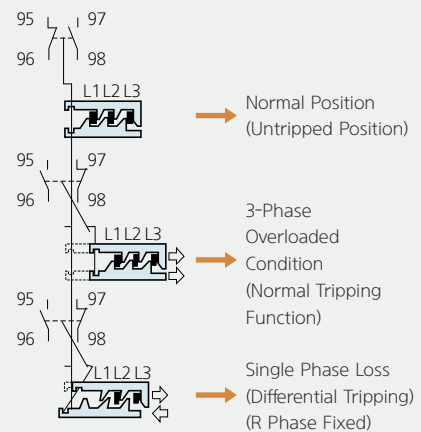 95 97
96 98
L1 L2 L3
Normal Position
(Untripped Position)
95 97
96 98
L1 L2 L3
3-Phase
Overloaded
Condition
(Normal Tripping
Function)
95 97
96 98
L1 L2 L3
Single Phase Loss
(Differential Tripping)
(R Phase Fixed)